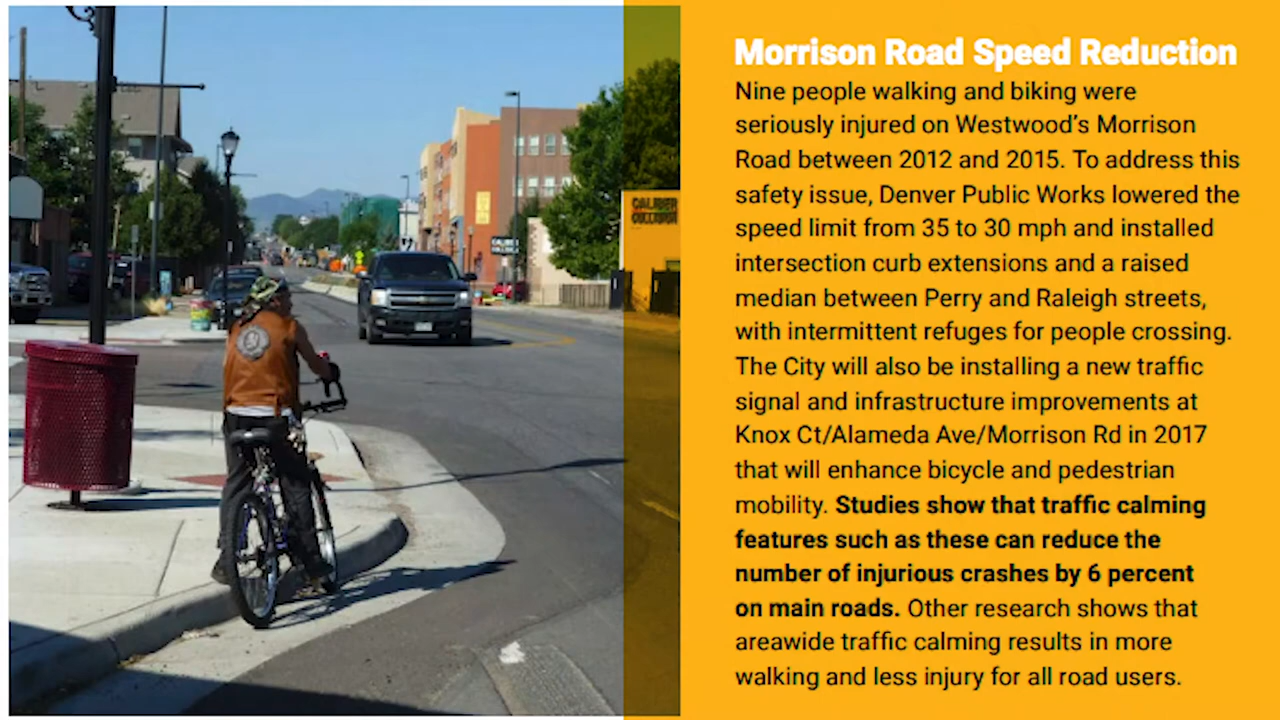 Morrison Road Speed Reduction
Nine people walking and biking were
seriously injured on Westwood's Morrison
Road between 2012 and 2015. To address this
safety issue, Denver Public Works lowered the
speed limit from 35 to 30 mph and installed
intersection curb extensions and a raised
median between Perry and Raleigh streets,
with intermittent refuges for people crossing.
The City will also be installing a new traffic
signal and infrastructure improvements at
Knox Ct/Alameda Ave/Morrison Rd in 2017
that will enhance bicycle and pedestrian
mobility. Studies show that traffic calming
features such as these can reduce the
number of injurious crashes by 6 percent
on main roads. Other research shows that
areawide traffic calming results in more
walking and less injury for all road users.